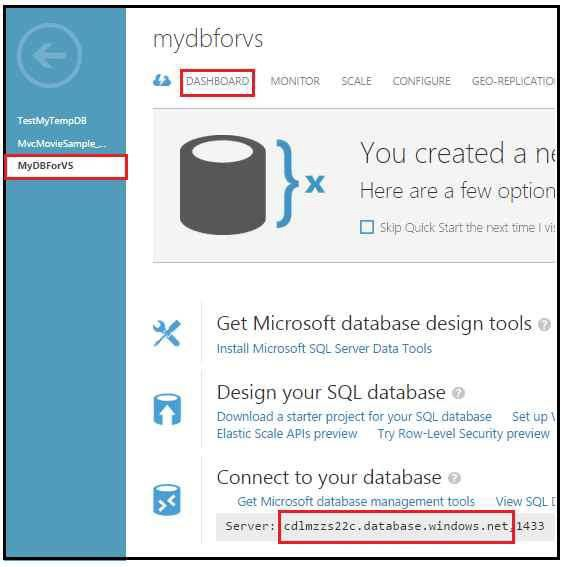 mydbforvs
DASHBOARD MONITOR SCALE CONFIGURE GEO-REPLICATIO
TestMyTempDB
MvcMovieSample_...
MyDBForVS
You created a ne
Here are a few option
Skip Quick Start the next time I vis
Get Microsoft database design tools ?
Install Microsoft SQL Server Data Tools
Design your SQL database ?
Download a starter project for your SQL database Set up V
Elastic Scale APIs preview Try Row-Level Security preview
Connect to your database ?
Get Microsoft database management tools View SQL D
Server: cdlmzzs22c.database.windows.net,1433